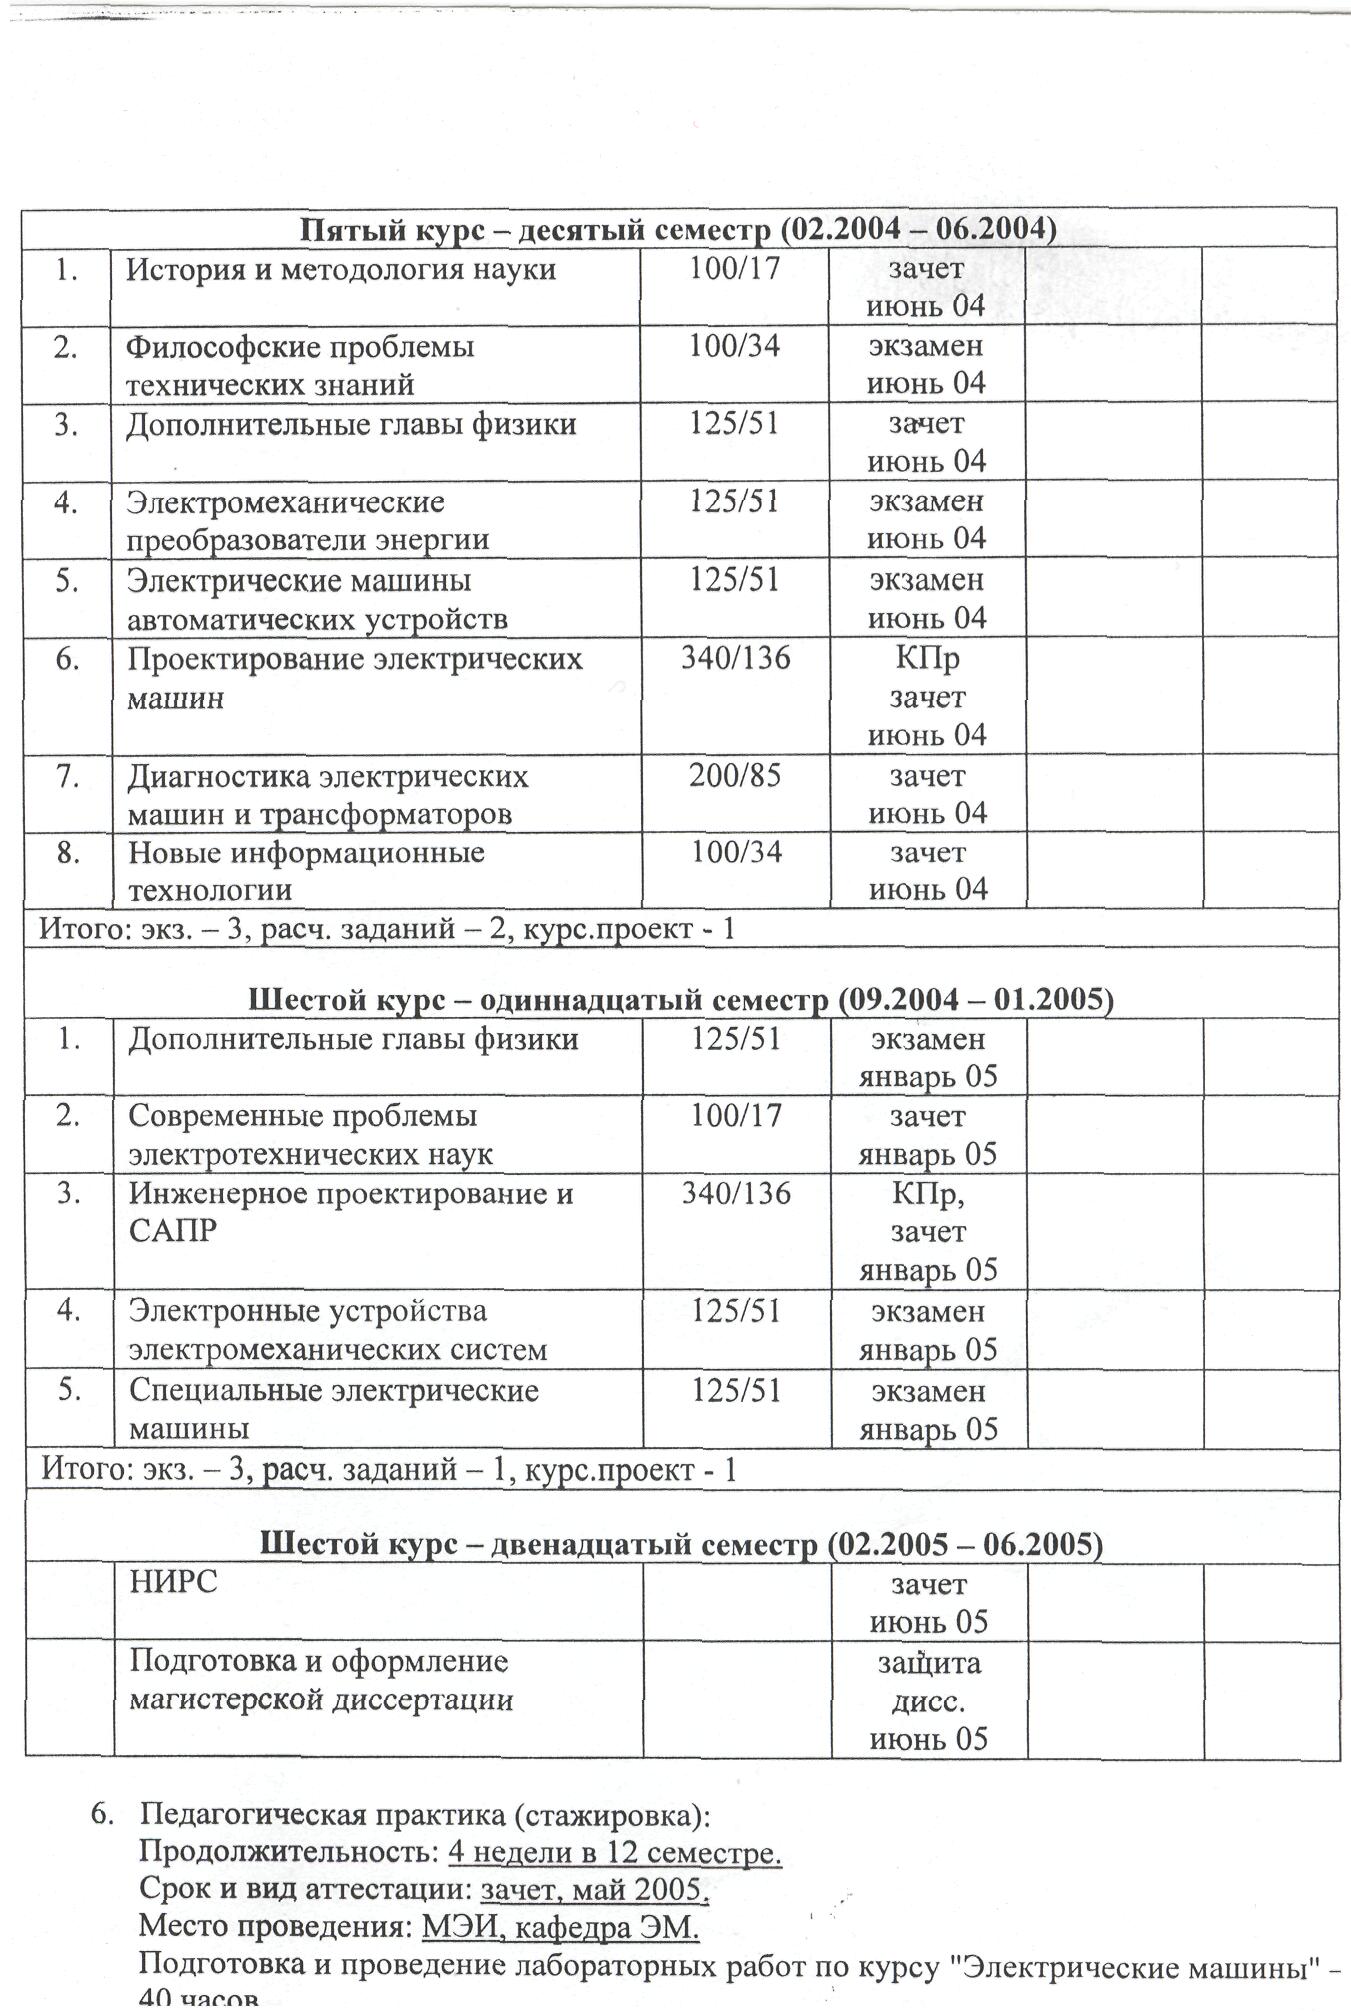 Пятый курс – десятый семестр (02.2004 – 06.2004)
1. История и методология науки 100/17 зачет
июнь 04
2. Философские проблемы 100/34 экзамен
технических знаний июнь 04
3. Дополнительные главы физики 125/51 зачет
июнь 04
4. Электромеханические 125/51 экзамен
преобразователи энергии июнь 04
5. Электрические машины 125/51 экзамен
автоматических устройств июнь 04
6. Проектирование электрических 340/136 КПр
машин зачет
июнь 04
7. Диагностика электрических 200/85 зачет
машин и трансформаторов июнь 04
8. Новые информационные 100/34 зачет
технологии июнь 04
Итого: экз. – 3, расч. заданий – 2, курс.проект - 1
Шестой курс – одиннадцатый семестр (09.2004 – 01.2005)
1. Дополнительные главы физики 125/51 экзамен
январь 05
2. Современные проблемы 100/17 зачет
электротехнических наук январь 05
3. Инженерное проектирование и 340/136 КПр,
САПР зачет
январь 05
4. Электронные устройства 125/51 экзамен
электромеханических систем январь 05
5. Специальные электрические 125/51 экзамен
машины январь 05
Итого: экз. – 3, расч. заданий – 1, курс.проект - 1
Шестой курс – двенадцатый семестр (02.2005 – 06.2005)
НИРС зачет
июнь 05
Подготовка и оформление защита
магистерской диссертации дисс.
июнь 05
6. Педагогическая практика (стажировка):
Продолжительность: 4 недели в 12 семестре.
Срок и вид аттестации: зачет, май 2005.
Место проведения: МЭИ, кафедра ЭМ.
Подготовка и проведение лабораторных работ по курсу "Электрические машины" –
40 часов